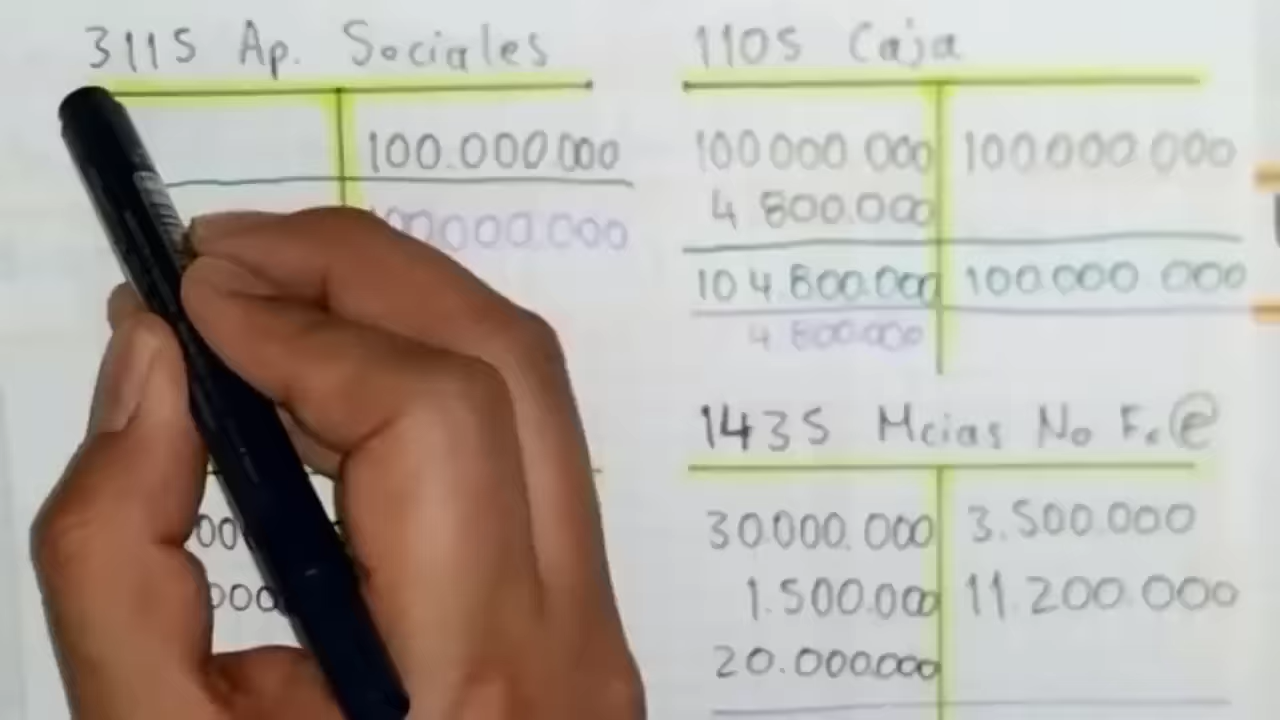 3115 Ap. Sociales
100.000.000
00000.000
1105 Caja
100 000 000 100.000.000
4 800.000
104.800.000 100.000 000
4 800.000
1435 Mcias No F. @
30.000.000 3.500.000
1.500.000 11.200.000
20.000.000
00
000